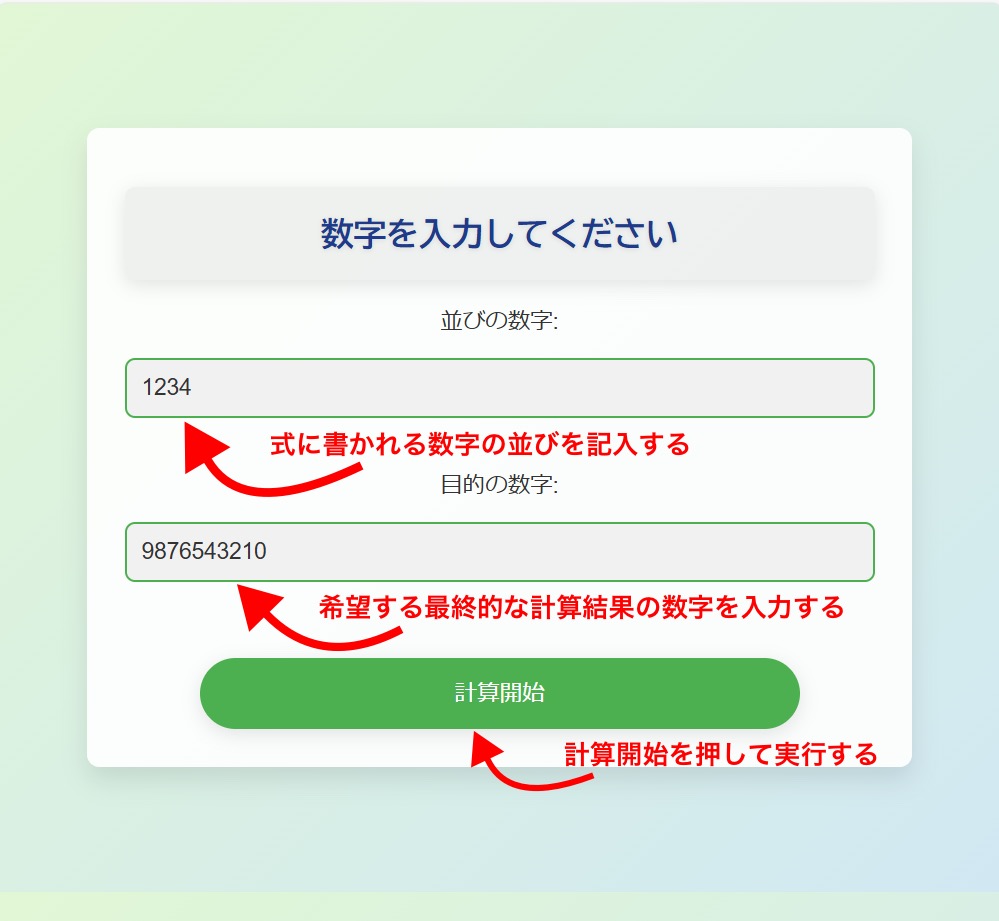 数字を入力してください
並びの数字:
1234
式に書かれる数字の並びを記入する
目的の数字:
9876543210
希望する最終的な計算結果の数字を入力する
計算開始
計算開始を押して実行する